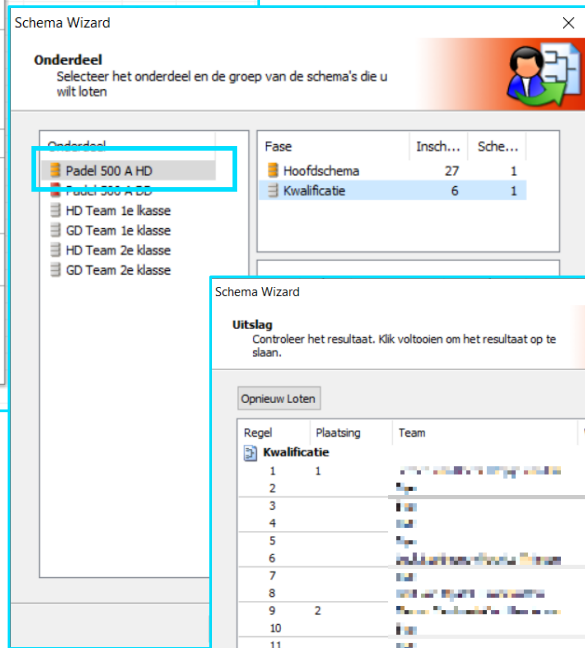 Schema Wizard
Onderdeel
Selecteer het onderdeel en de groep van de schema's die u
wilt loten
Onderdeel
Padel 500 A HD
Padel 500 A DD
HD Team 1e lkasse
GD Team 1e klasse
HD Team 2e klasse
GD Team 2e klasse
Fase Insch... Sche...
Hoofdschema 27 1
Kwalificatie 6 1
Schema Wizard
Uitslag
Controleer het resultaat. Klik voltooien om het resultaat op te
slaan.
Opnieuw Loten
Regel Plaatsing Team
Kwalificatie
1 1
2
3
4
5
6
7
8
9 2
10
11